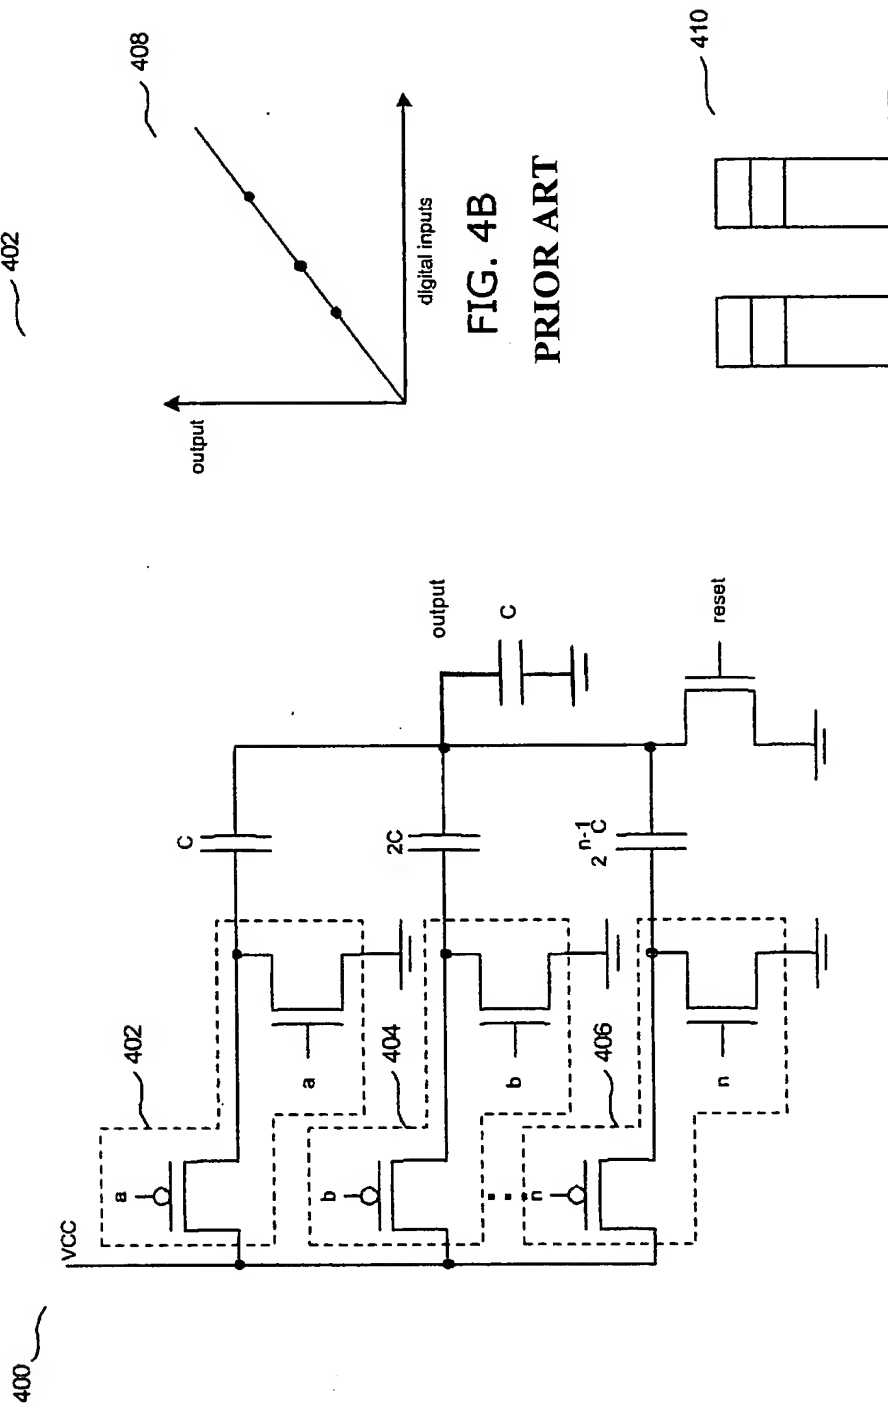 400
402
VCC
a
402
a
C
b
404
b
2C
output
C
n
406
n
2^{n-1}C
reset
output
408
digital inputs
FIG. 4B
PRIOR ART
410